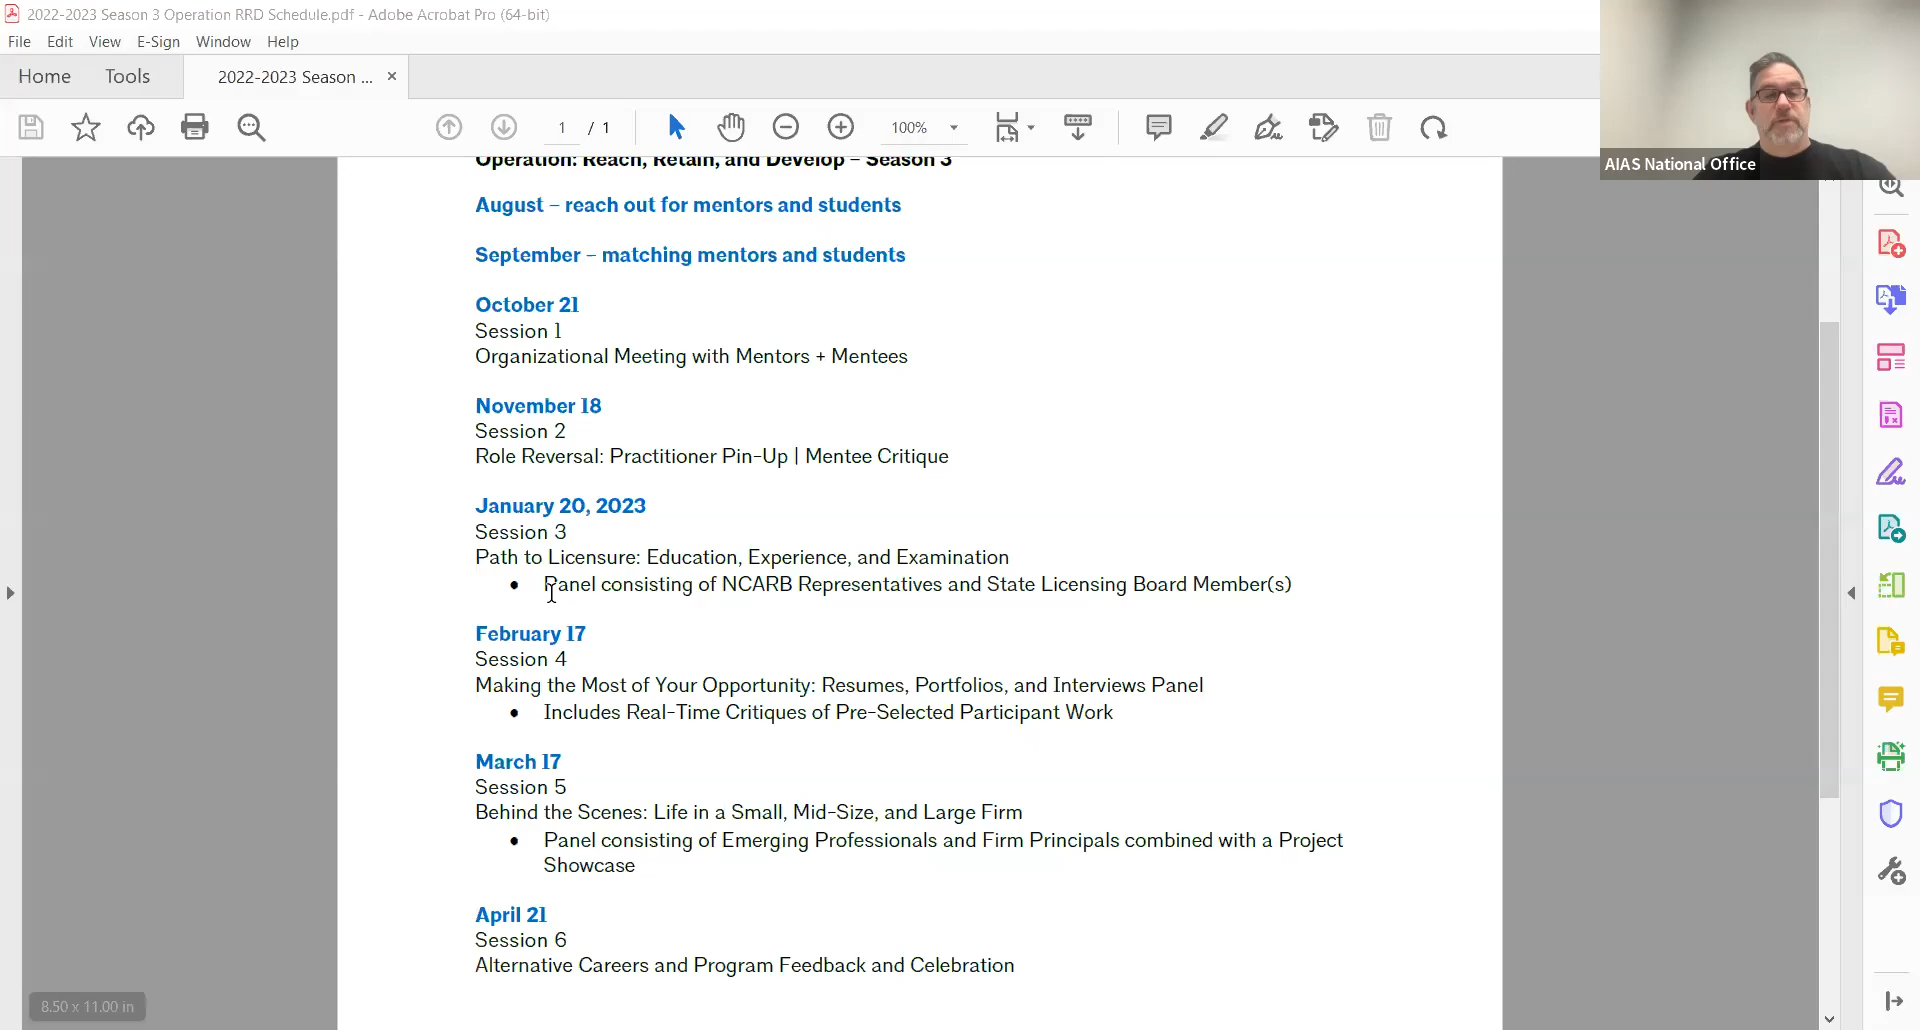 2022-2023 Season 3 Operation RRD Schedule.pdf - Adobe Acrobat Pro (64-bit)
File Edit View E-Sign Window Help
Home Tools 2022-2023 Season ... ×
1 / 1 100%
AIAS National Office
Operation: Reach, Retain, and Develop – Season 3
August – reach out for mentors and students
September – matching mentors and students
October 21
Session 1
Organizational Meeting with Mentors + Mentees
November 18
Session 2
Role Reversal: Practitioner Pin-Up | Mentee Critique
January 20, 2023
Session 3
Path to Licensure: Education, Experience, and Examination
• Panel consisting of NCARB Representatives and State Licensing Board Member(s)
February 17
Session 4
Making the Most of Your Opportunity: Resumes, Portfolios, and Interviews Panel
• Includes Real-Time Critiques of Pre-Selected Participant Work
March 17
Session 5
Behind the Scenes: Life in a Small, Mid-Size, and Large Firm
• Panel consisting of Emerging Professionals and Firm Principals combined with a Project
Showcase
April 21
Session 6
Alternative Careers and Program Feedback and Celebration
8.50 x 11.00 in